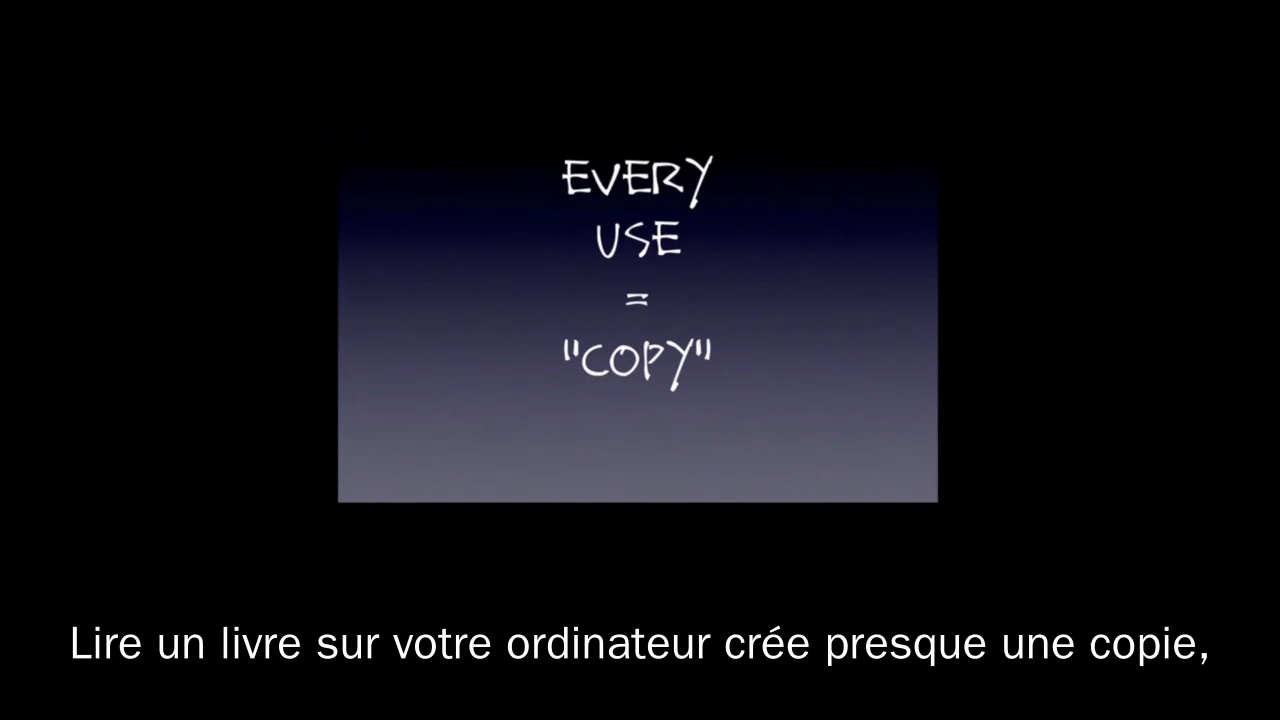 EVERY
USE
=
"COPY"
Lire un livre sur votre ordinateur crée presque une copie,